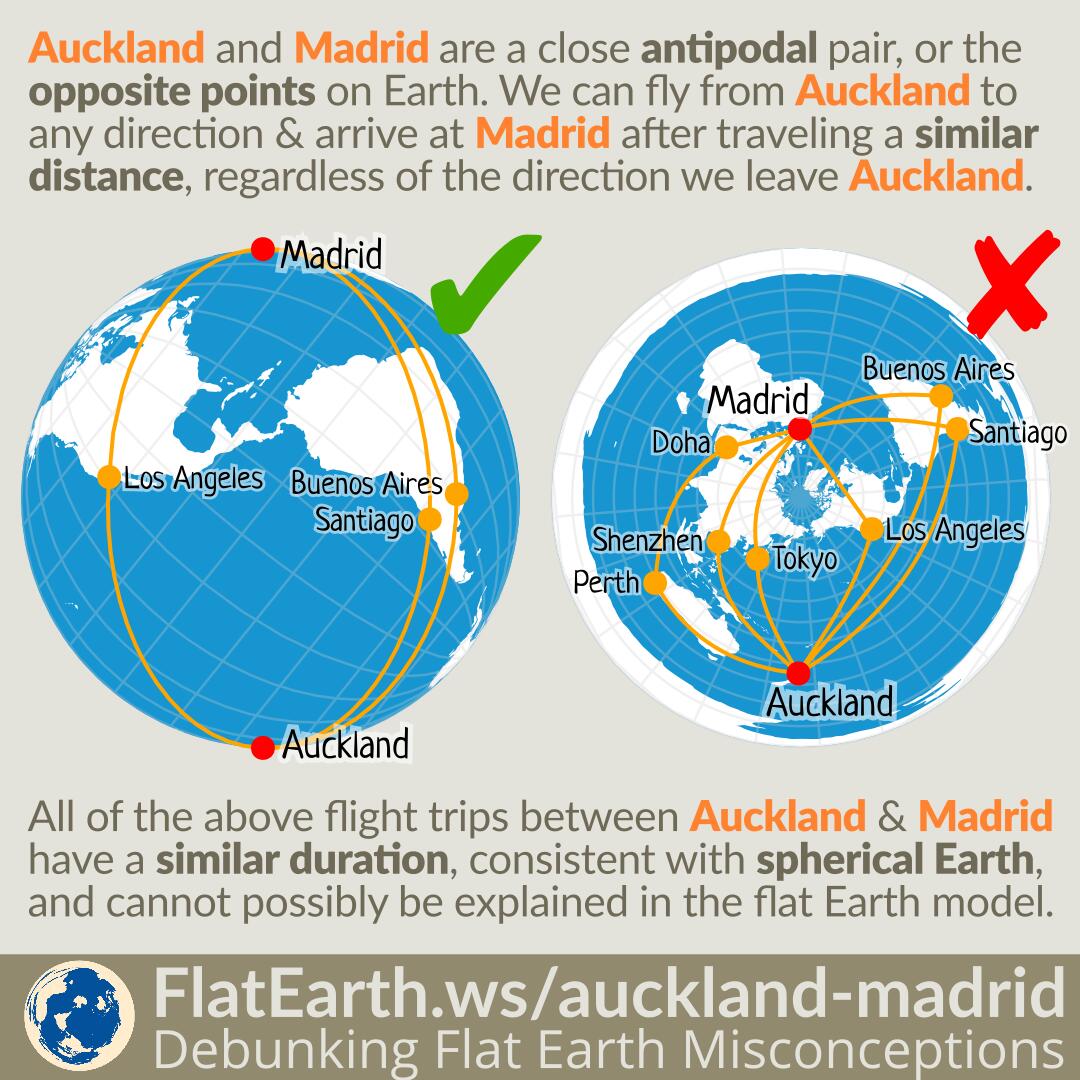 Auckland and Madrid are a close antipodal pair, or the
opposite points on Earth. We can fly from Auckland to
any direction & arrive at Madrid after traveling a similar
distance, regardless of the direction we leave Auckland.
Madrid
Los Angeles
Buenos Aires
Santiago
Auckland
Buenos Aires
Madrid
Santiago
Doha
Los Angeles
Shenzhen
Tokyo
Perth
Auckland
All of the above flight trips between Auckland & Madrid
have a similar duration, consistent with spherical Earth,
and cannot possibly be explained in the flat Earth model.
FlatEarth.ws/auckland-madrid
Debunking Flat Earth Misconceptions